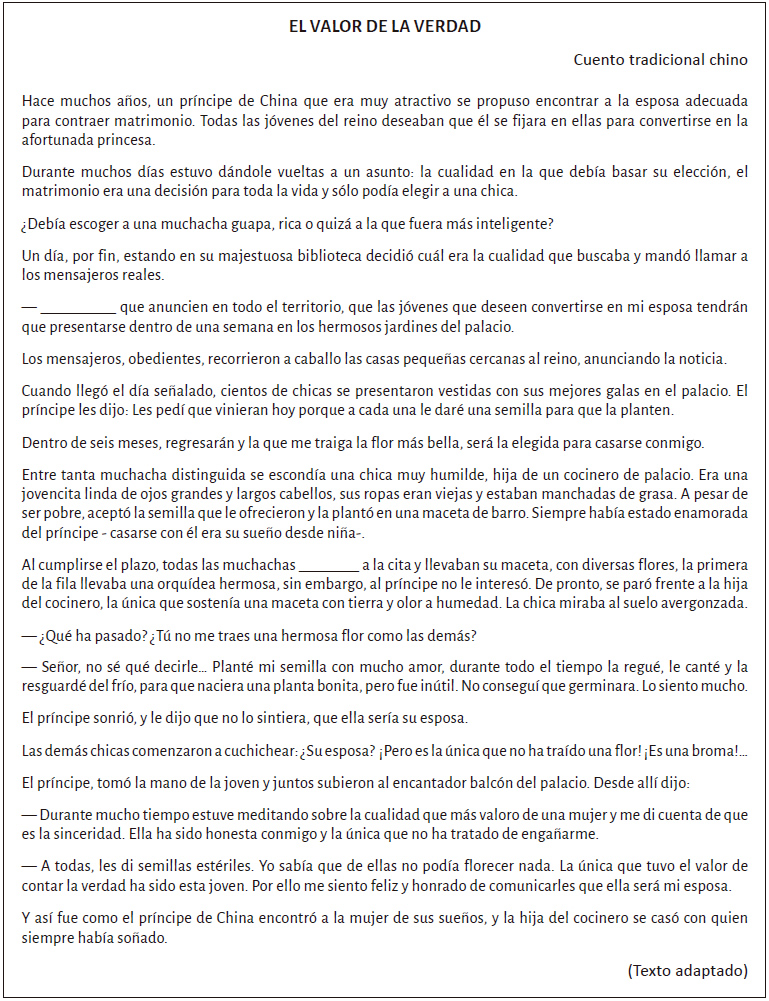 EL VALOR DE LA VERDAD
Cuento tradicional chino
Hace muchos años, un príncipe de China que era muy atractivo se propuso encontrar a la esposa adecuada
para contraer matrimonio. Todas las jóvenes del reino deseaban que él se fijara en ellas para convertirse en la
afortunada princesa.
Durante muchos días estuvo dándole vueltas a un asunto: la cualidad en la que debía basar su elección, el
matrimonio era una decisión para toda la vida y sólo podía elegir a una chica.
¿Debía escoger a una muchacha guapa, rica o quizá a la que fuera más inteligente?
Un día, por fin, estando en su majestuosa biblioteca decidió cuál era la cualidad que buscaba y mandó llamar a
los mensajeros reales.
— __________ que anuncien en todo el territorio, que las jóvenes que deseen convertirse en mi esposa tendrán
que presentarse dentro de una semana en los hermosos jardines del palacio.
Los mensajeros, obedientes, recorrieron a caballo las casas pequeñas cercanas al reino, anunciando la noticia.
Cuando llegó el día señalado, cientos de chicas se presentaron vestidas con sus mejores galas en el palacio. El
príncipe les dijo: Les pedí que vinieran hoy porque a cada una le daré una semilla para que la planten.
Dentro de seis meses, regresarán y la que me traiga la flor más bella, será la elegida para casarse conmigo.
Entre tanta muchacha distinguida se escondía una chica muy humilde, hija de un cocinero de palacio. Era una
jovencita linda de ojos grandes y largos cabellos, sus ropas eran viejas y estaban manchadas de grasa. A pesar de
ser pobre, aceptó la semilla que le ofrecieron y la plantó en una maceta de barro. Siempre había estado enamorada
del príncipe - casarse con él era su sueño desde niña-.
Al cumplirse el plazo, todas las muchachas ________ a la cita y llevaban su maceta, con diversas flores, la primera
de la fila llevaba una orquídea hermosa, sin embargo, al príncipe no le interesó. De pronto, se paró frente a la hija
del cocinero, la única que sostenía una maceta con tierra y olor a humedad. La chica miraba al suelo avergonzada.
— ¿Qué ha pasado? ¿Tú no me traes una hermosa flor como las demás?
— Señor, no sé qué decirle... Planté mi semilla con mucho amor, durante todo el tiempo la regué, le canté y la
resguardé del frío, para que naciera una planta bonita, pero fue inútil. No conseguí que germinara. Lo siento mucho.
El príncipe sonrió, y le dijo que no lo sintiera, que ella sería su esposa.
Las demás chicas comenzaron a cuchichear: ¿Su esposa? ¡Pero es la única que no ha traído una flor! ¡Es una broma!...
El príncipe, tomó la mano de la joven y juntos subieron al encantador balcón del palacio. Desde allí dijo:
— Durante mucho tiempo estuve meditando sobre la cualidad que más valoro de una mujer y me di cuenta de que
es la sinceridad. Ella ha sido honesta conmigo y la única que no ha tratado de engañarme.
— A todas, les di semillas estériles. Yo sabía que de ellas no podía florecer nada. La única que tuvo el valor de
contar la verdad ha sido esta joven. Por ello me siento feliz y honrado de comunicarles que ella será mi esposa.
Y así fue como el príncipe de China encontró a la mujer de sus sueños, y la hija del cocinero se casó con quien
siempre había soñado.
(Texto adaptado)